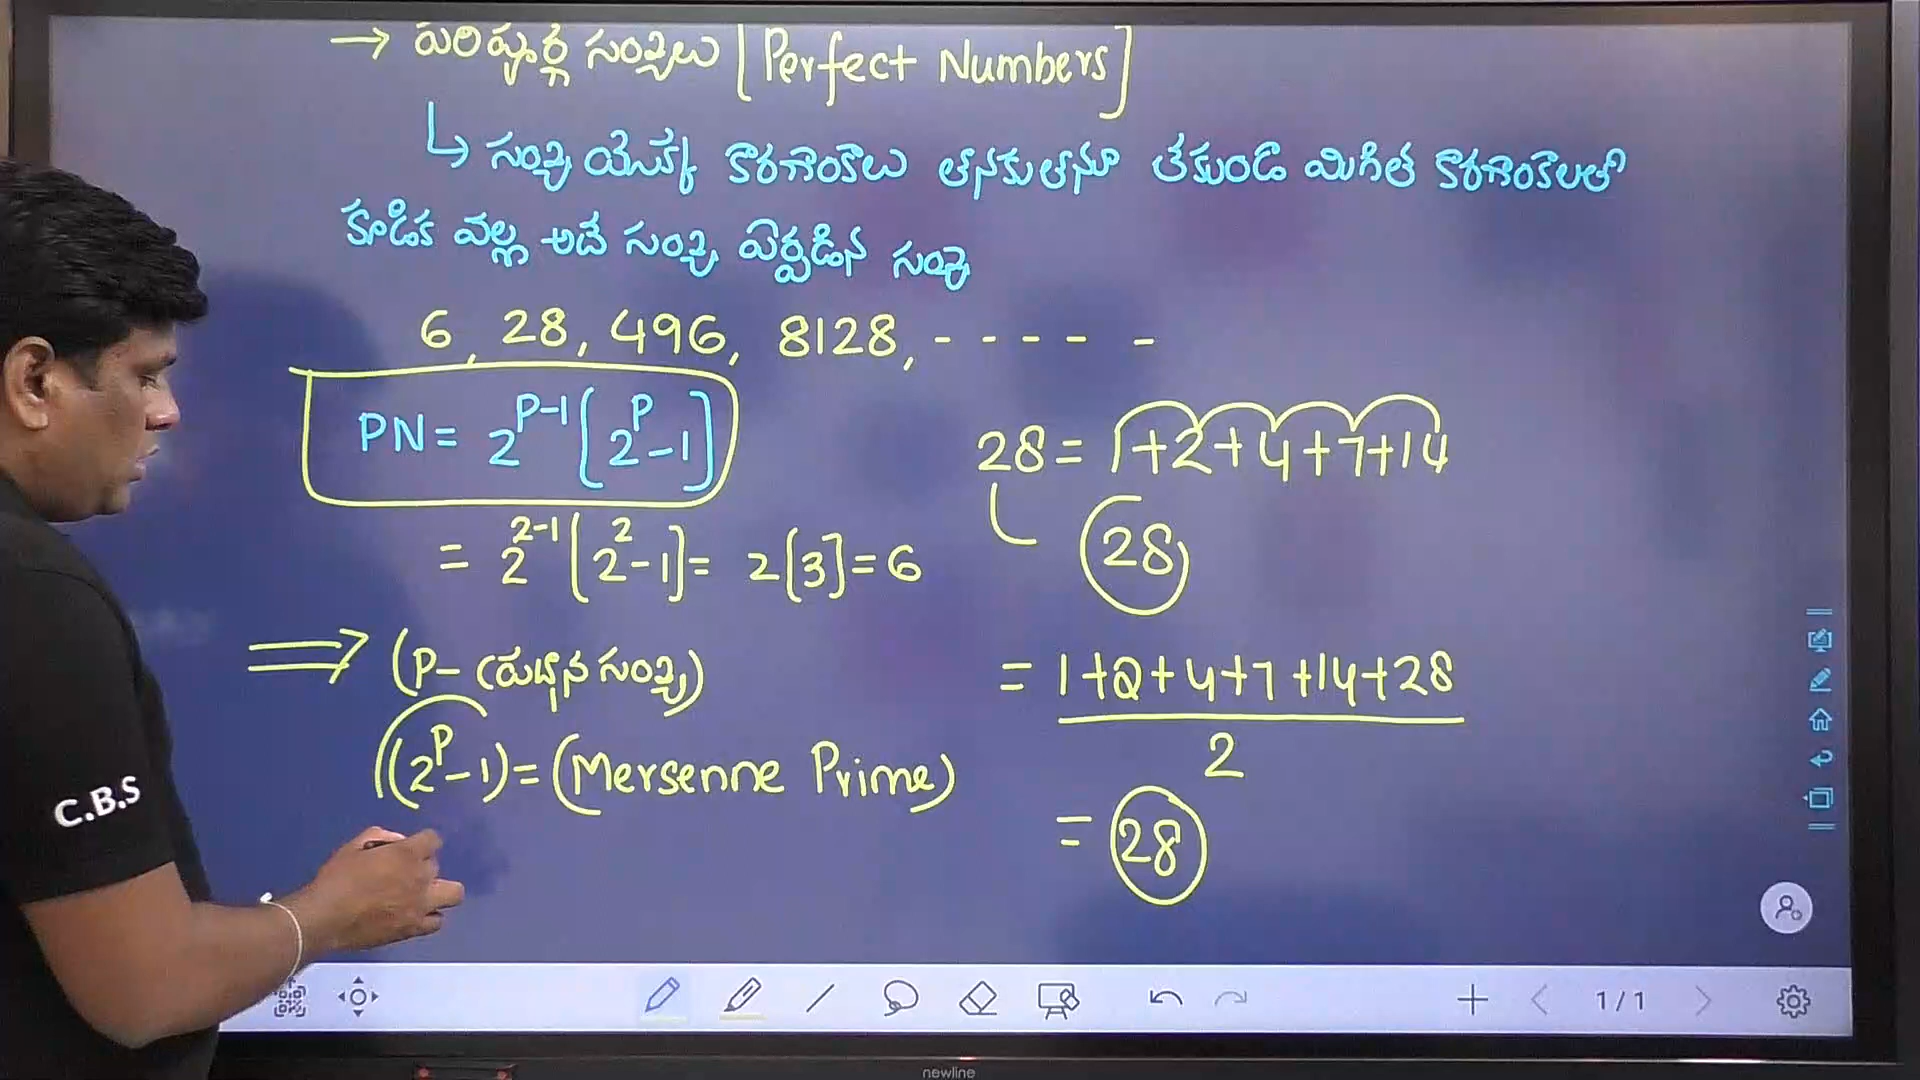 → పరిపూర్ణ సంఖ్యలు [Perfect Numbers]
↳ సంఖ్య యొక్క కారణాంకాలు తనకుతానూ లేకుండ మిగిత కారణాంకాలతో
కూడిక వల్ల అదే సంఖ్య ఏర్పడిన సంఖ్య
6, 28, 496, 8128, - - - - -
PN = 2^{P-1} [2^P - 1]
= 2^{2-1} [2^2 - 1] = 2[3] = 6
⟹ (P - సంఖ్య)
(2^P - 1) = (Mersenne Prime)
28 = 1+2+4+7+14
28
= 1+2+4+7+14+28
2
= 28
C.B.S
1/1
newline